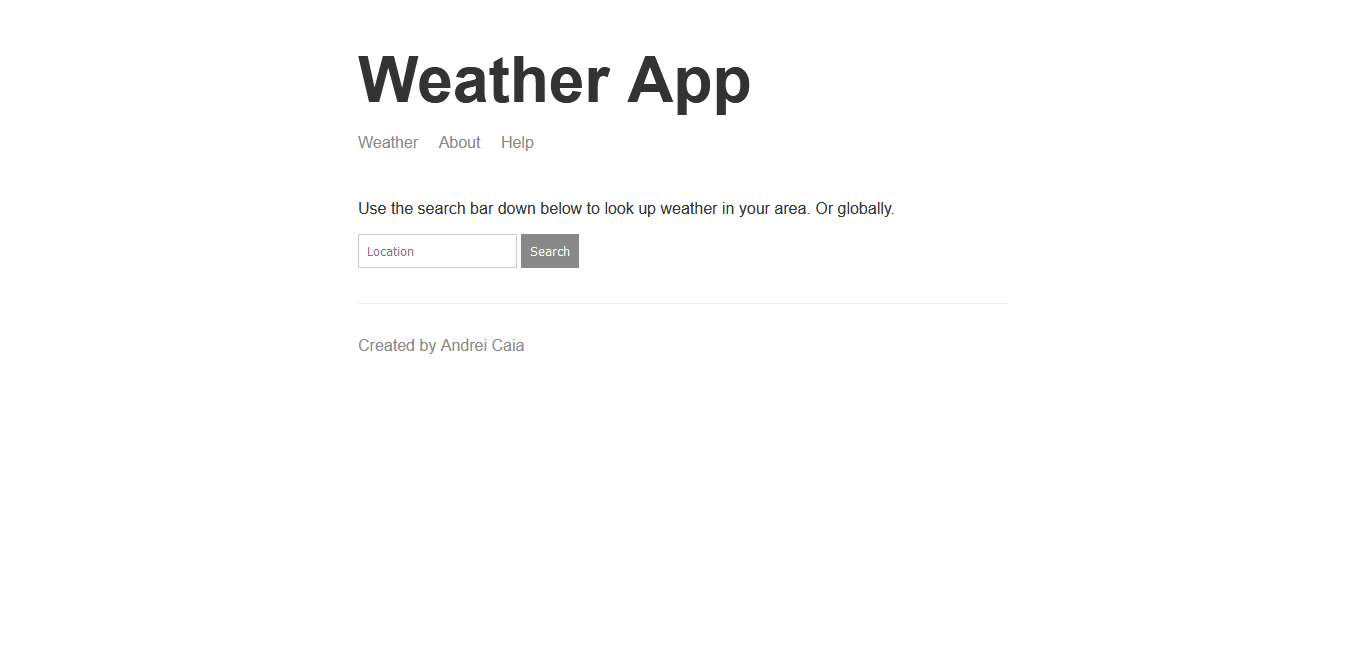 Weather App
Weather About Help
Use the search bar down below to look up weather in your area. Or globally.
Location Search
Created by Andrei Caia